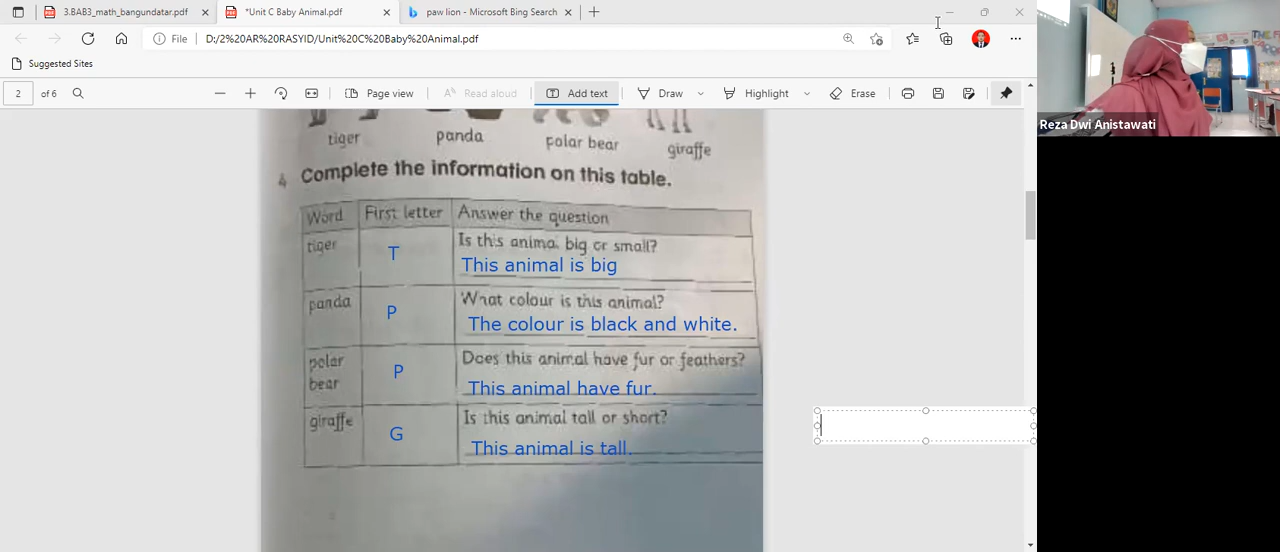 3.BAB3_math_bangundatar.pdf
*Unit C Baby Animal.pdf
paw lion - Microsoft Bing Search
File
D:/2%20AR%20RASYID/Unit%20C%20Baby%20Animal.pdf
Suggested Sites
2 of 6
Page view
Read aloud
Add text
Draw
Highlight
Erase
Reza Dwi Anistawati
tiger panda polar bear giraffe
4 Complete the information on this table.
Word First letter Answer the question
tiger T Is this animal big or small?
This animal is big
panda P What colour is this animal?
The colour is black and white.
polar bear P Does this animal have fur or feathers?
This animal have fur.
giraffe G Is this animal tall or short?
This animal is tall.